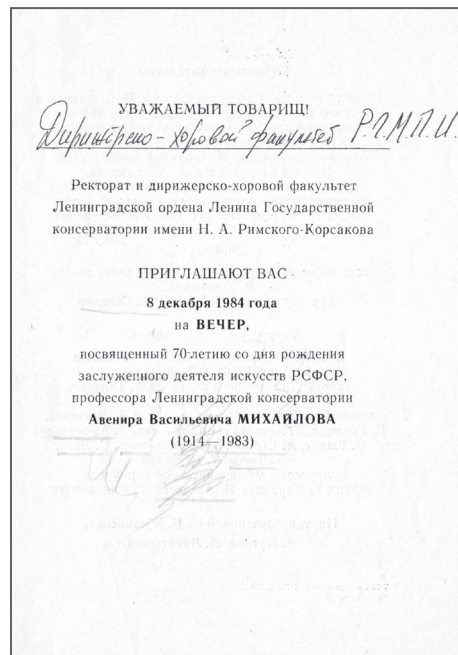 УВАЖАЕМЫЙ ТОВАРИЩ!
Дирижёрско-хоровой факультет Р.Г.М.П.И.
Ректорат и дирижерско-хоровой факультет
Ленинградской ордена Ленина Государственной
консерватории имени Н. А. Римского-Корсакова
ПРИГЛАШАЮТ ВАС
8 декабря 1984 года
на ВЕЧЕР,
посвященный 70-летию со дня рождения
заслуженного деятеля искусств РСФСР,
профессора Ленинградской консерватории
Авенира Васильевича МИХАЙЛОВА
(1914—1983)